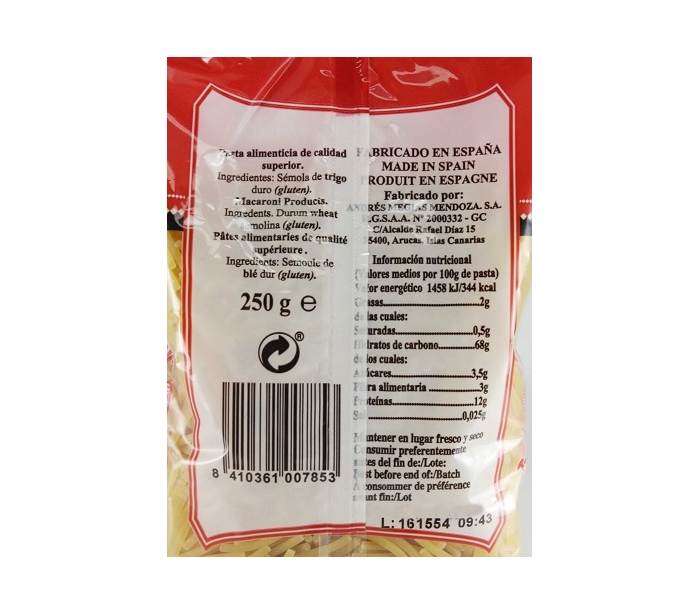 Pasta alimenticia de calidad
superior.
Ingredientes: Sémola de trigo
duro (gluten).
Macaroni Products.
Ingredents. Durum wheat
semolina (gluten).
Pâtes alimentaries de qualité
supérieure.
Ingredients: Semoule de
blé dur (gluten).
250 g ℮
®
8 410361 007853
FABRICADO EN ESPAÑA
MADE IN SPAIN
PRODUIT EN ESPAGNE
Fabricado por:
ANDRÉS MEGÍAS MENDOZA. S.A.
R.G.S.A.A. Nº 2000332 - GC
C/Alcalde Rafael Díaz 15
35400, Arucas. Islas Canarias
Información nutricional
(Valores medios por 100g de pasta)
Valor energético 1458 kJ/344 kcal
Grasas.....................2g
de las cuales:
Saturadas.....................0,5g
Hidratos de carbono.........68g
de los cuales:
Azúcares.....................3,5g
Fibra alimentaria .............3g
Proteínas.....................12g
Sal.....................0,025g
Mantener en lugar fresco y seco
Consumir preferentemente
antes del fin de:/Lote:
Best before end of:/Batch
A consommer de préférence
avant fin:/Lot
L: 161554 09:43